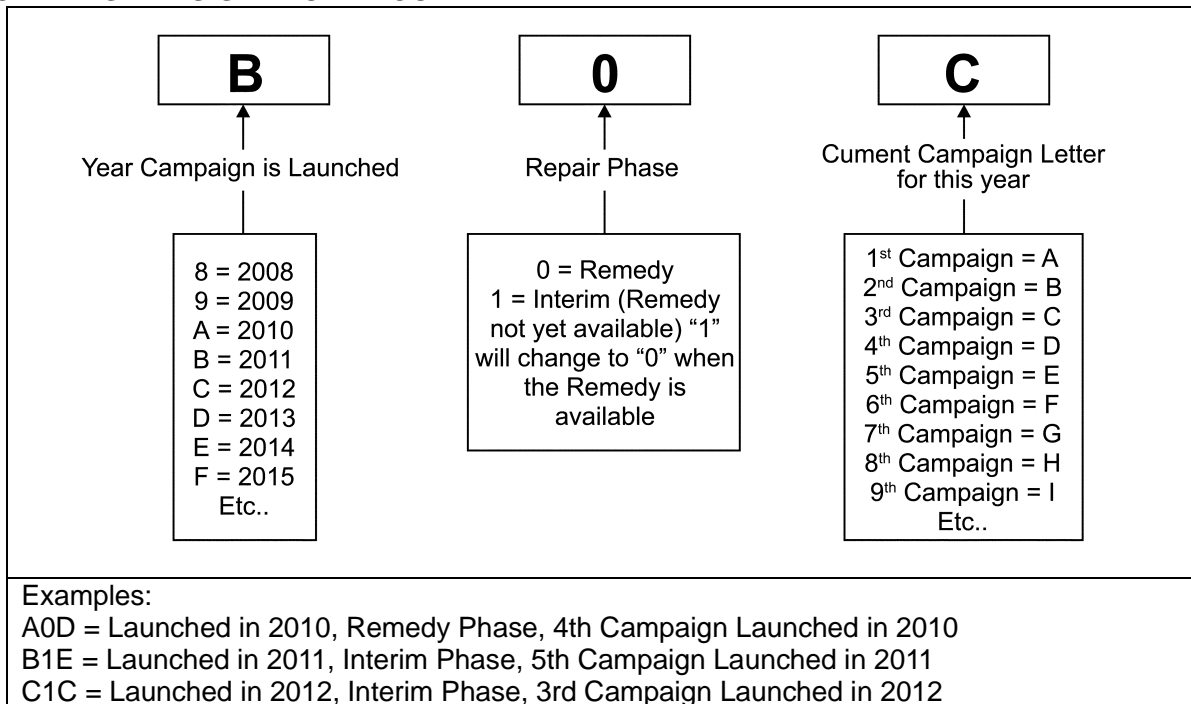 B
0
C
Year Campaign is Launched
Repair Phase
Cument Campaign Letter
for this year
8 = 2008
9 = 2009
A = 2010
B = 2011
C = 2012
D = 2013
E = 2014
F = 2015
Etc..
0 = Remedy
1 = Interim (Remedy
not yet available) “1”
will change to “0” when
the Remedy is
available
1st Campaign = A
2nd Campaign = B
3rd Campaign = C
4th Campaign = D
5th Campaign = E
6th Campaign = F
7th Campaign = G
8th Campaign = H
9th Campaign = I
Etc..
Examples:
A0D = Launched in 2010, Remedy Phase, 4th Campaign Launched in 2010
B1E = Launched in 2011, Interim Phase, 5th Campaign Launched in 2011
C1C = Launched in 2012, Interim Phase, 3rd Campaign Launched in 2012